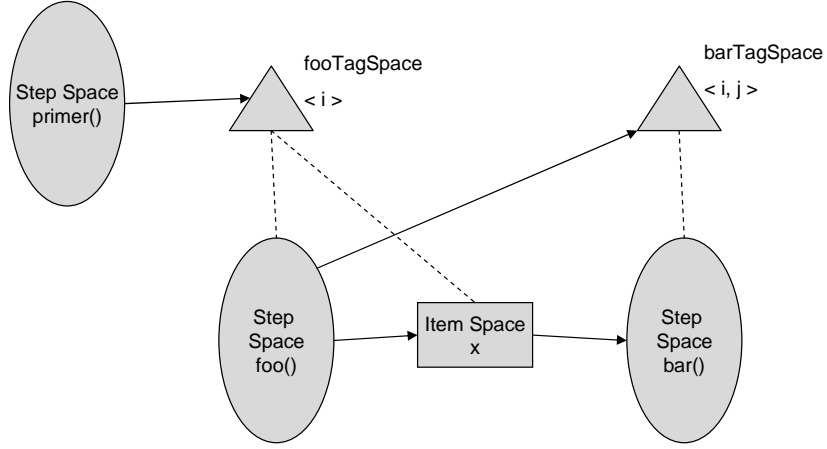 Step Space
primer()
fooTagSpace
< i >
barTagSpace
< i, j >
Step
Space
foo()
Item Space
x
Step
Space
bar()